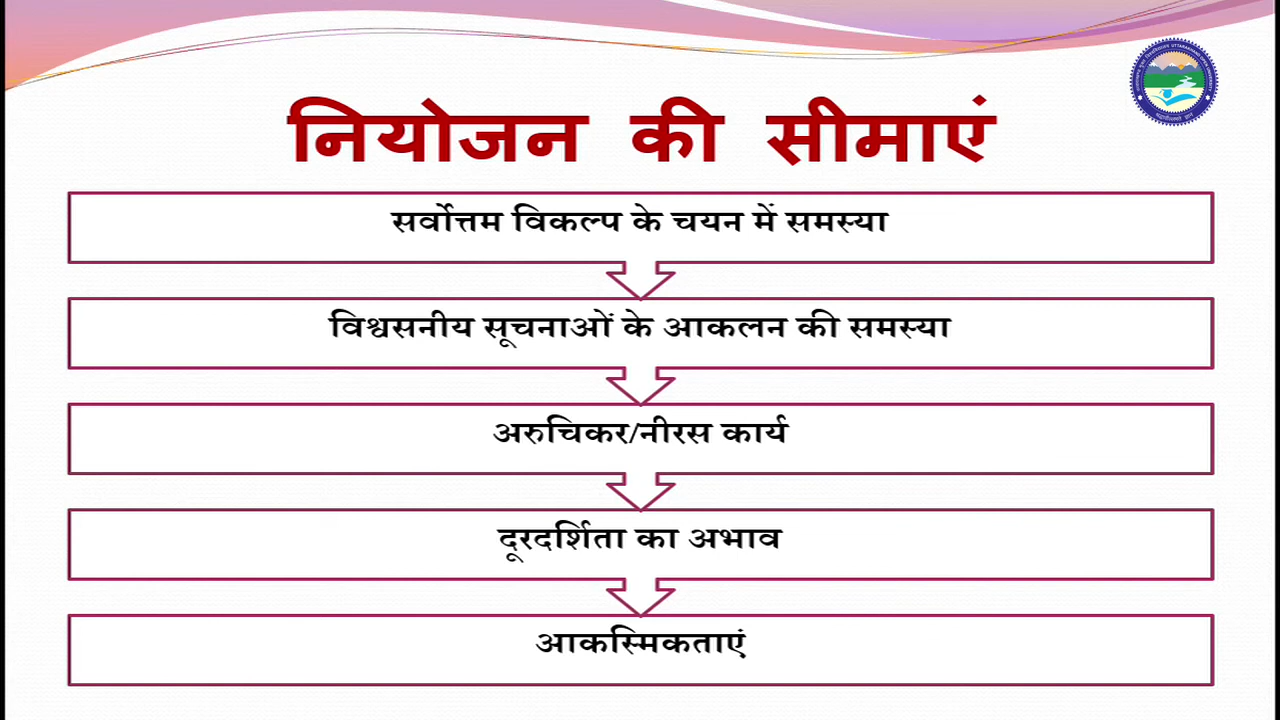 नियोजन की सीमाएं
सर्वोत्तम विकल्प के चयन में समस्या
विश्वसनीय सूचनाओं के आकलन की समस्या
अरुचिकर/नीरस कार्य
दूरदर्शिता का अभाव
आकस्मिकताएं